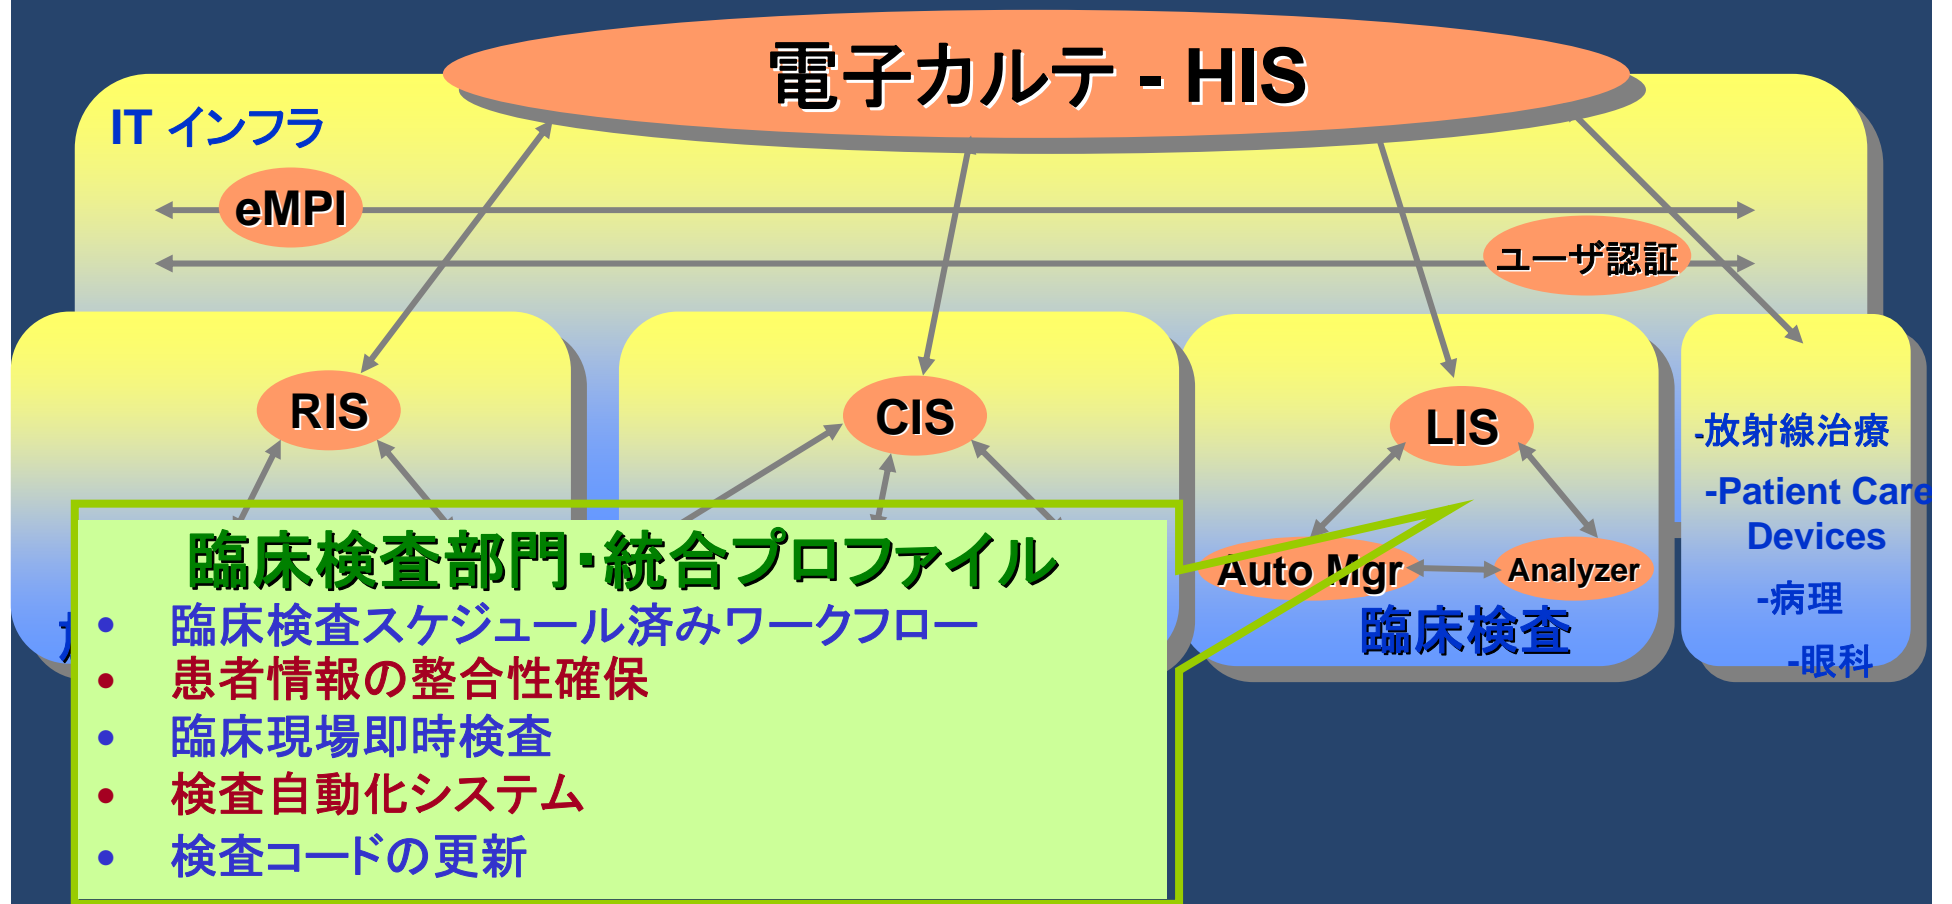 電子カルテ - HIS
IT インフラ
eMPI
ユーザ認証
RIS
CIS
LIS
-放射線治療
-Patient Care
Devices
-病理
-眼科
Auto Mgr
Analyzer
臨床検査
臨床検査部門・統合プロファイル
• 臨床検査スケジュール済みワークフロー
• 患者情報の整合性確保
• 臨床現場即時検査
• 検査自動化システム
• 検査コードの更新